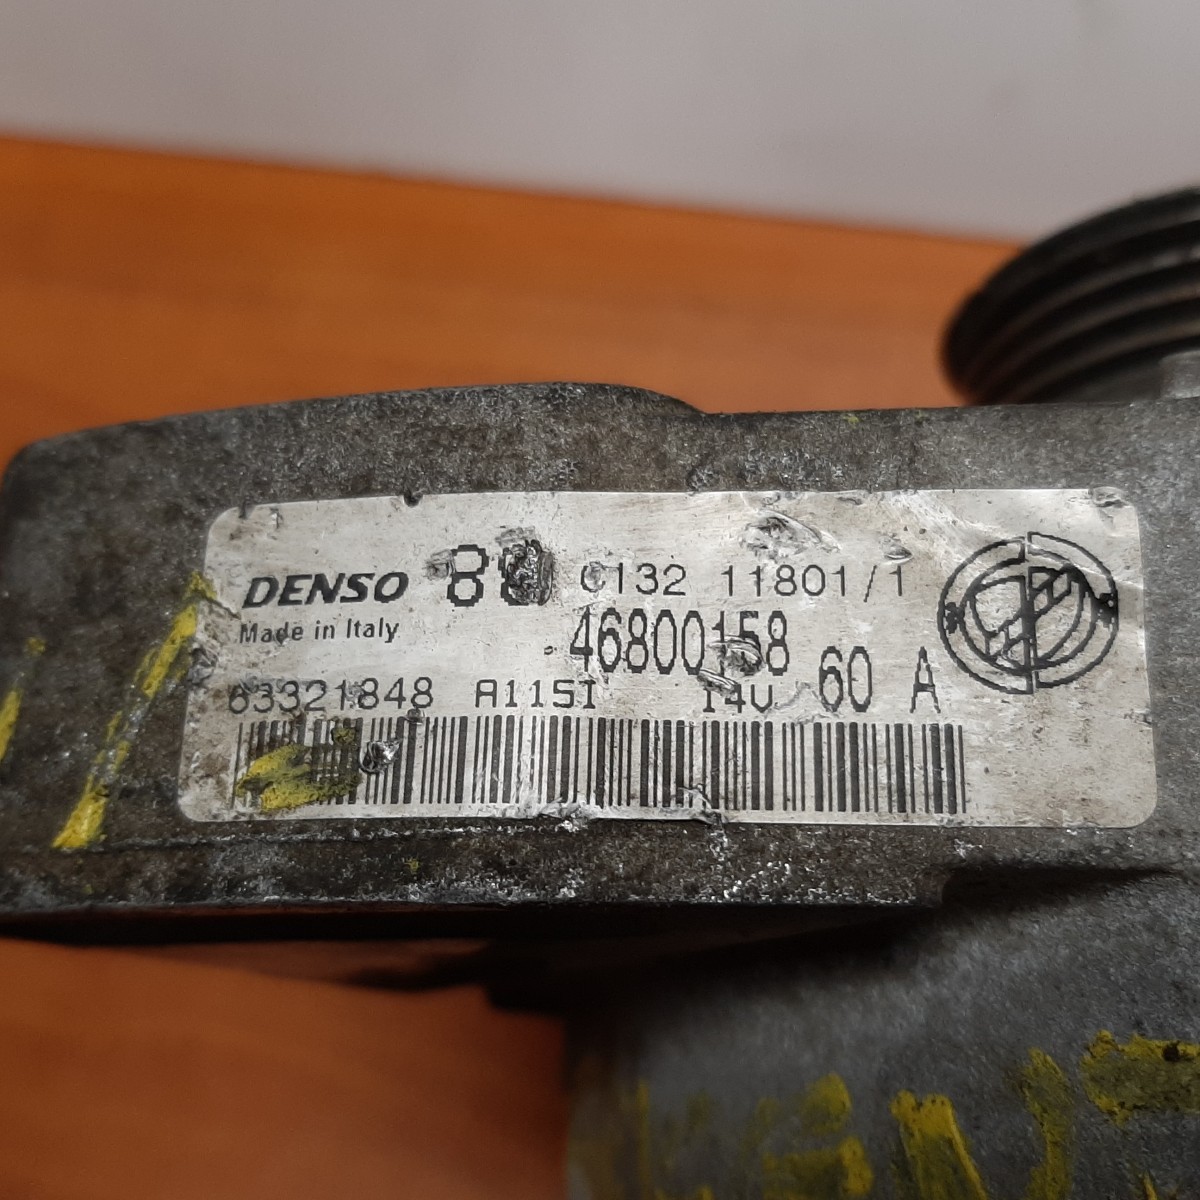 DENSO C132 11801/1
Made in Italy 46800158
63321848 A115I 14V 60 A